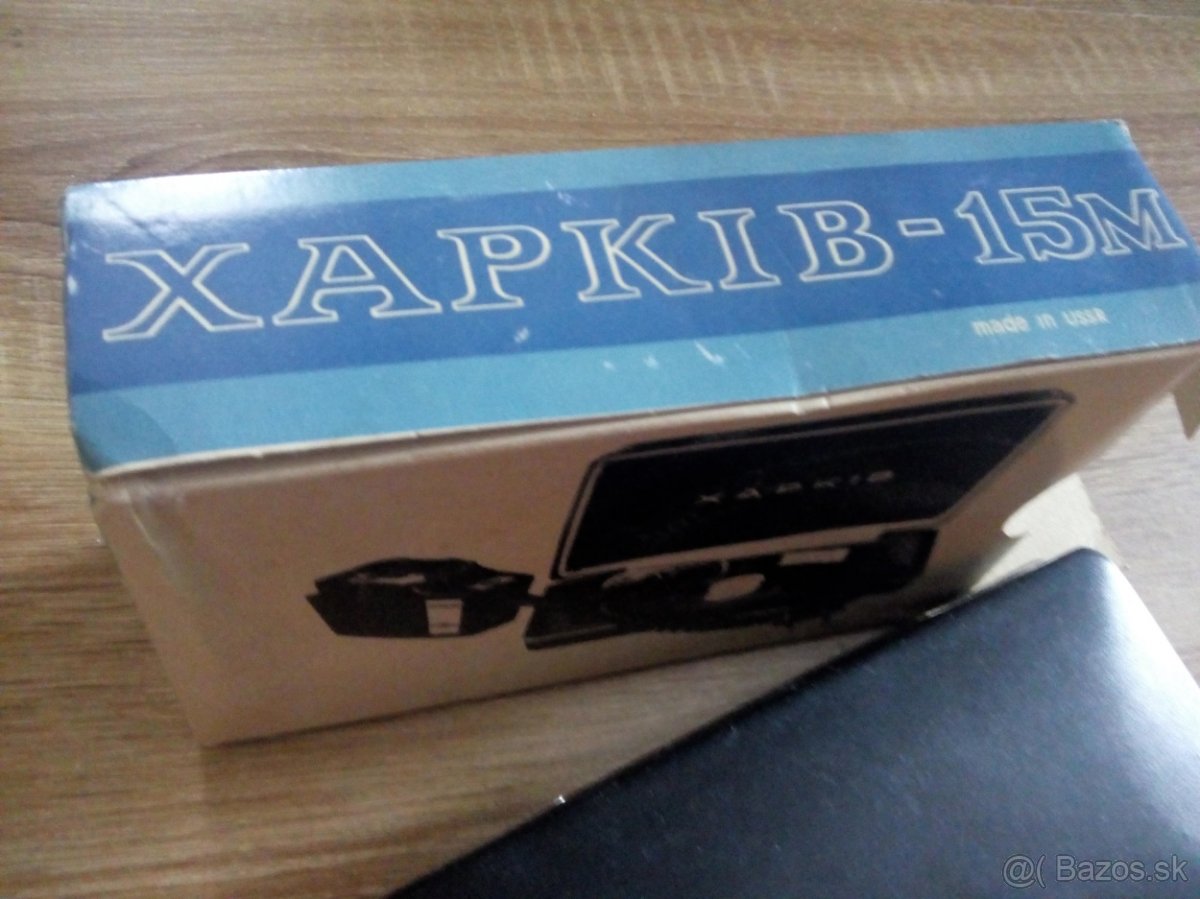 ХАРКІВ-15М
made in USSR
ХАРКІВ
@( Bazos.sk